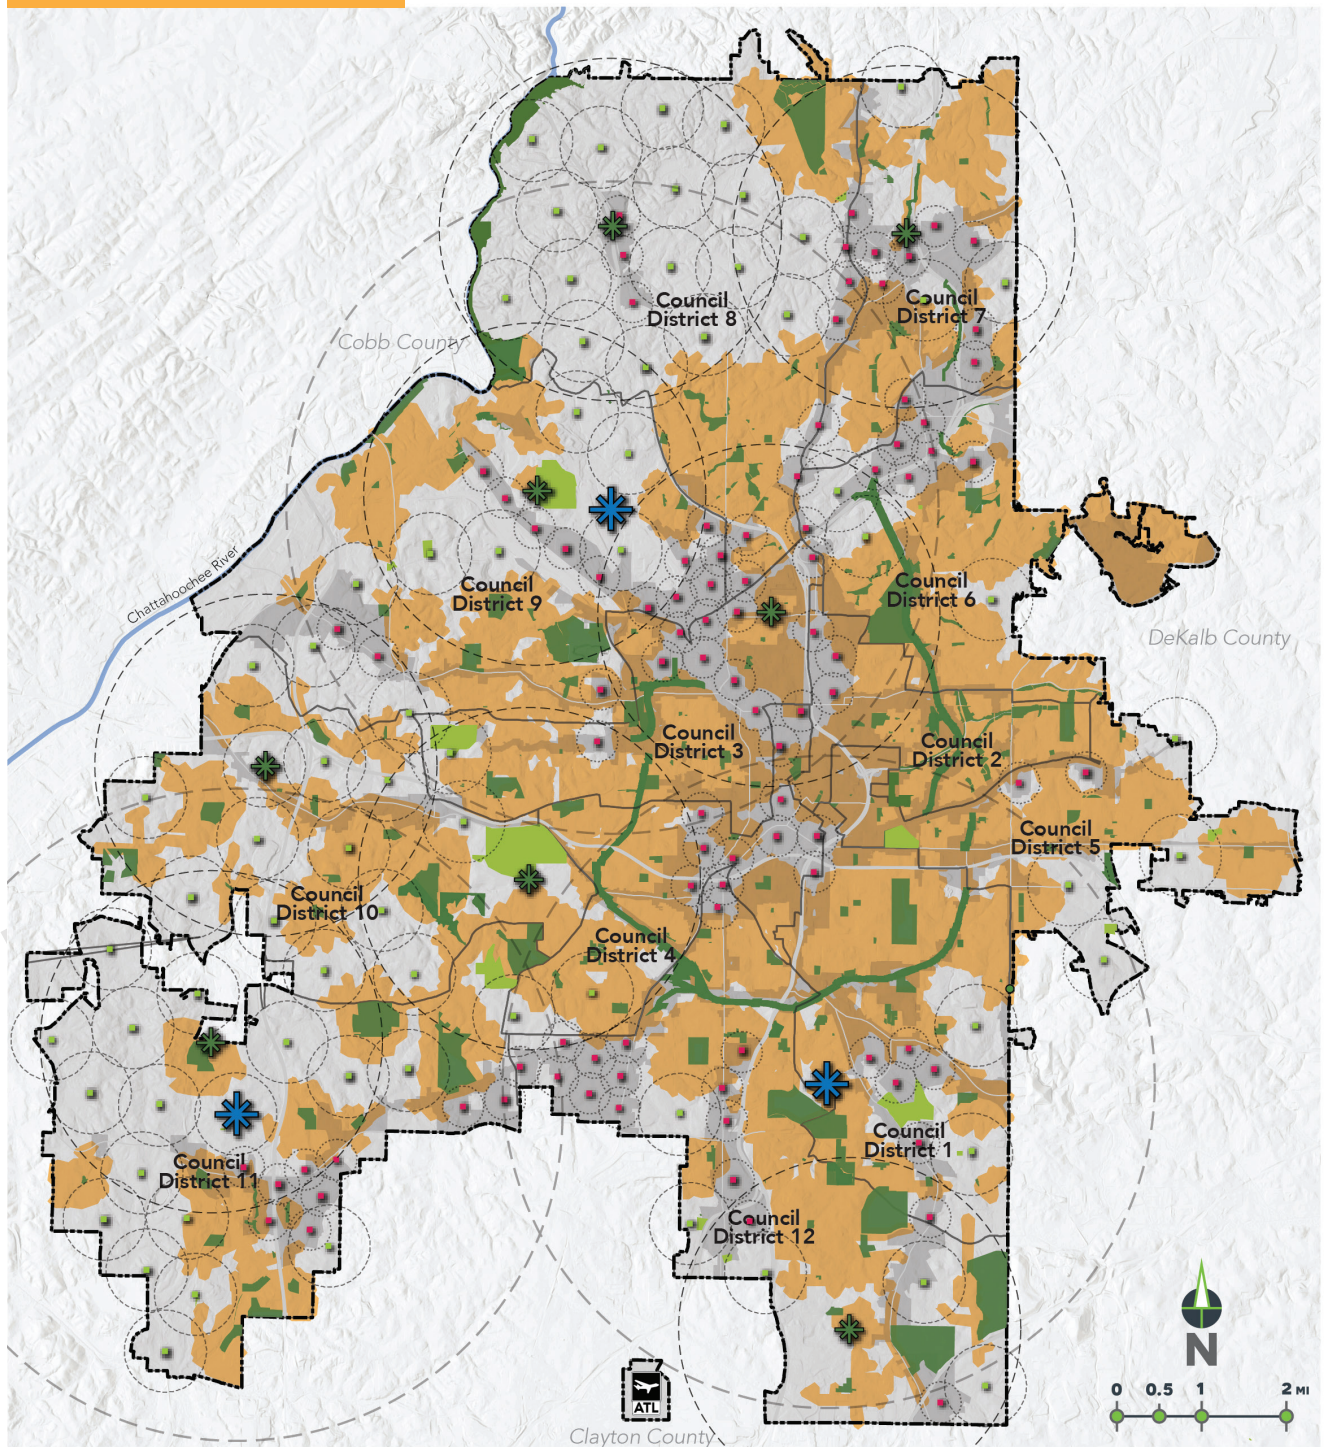 Council
District 8
Council
District 7
Cobb County
Chattahoochee River
Council
District 9
Council
District 6
DeKalb County
Council
District 3
Council
District 2
Council
District 5
Council
District 10
Council
District 4
Council
District 1
Council
District 11
Council
District 12
N
0 0.5 1 2 MI
ATL
Clayton County